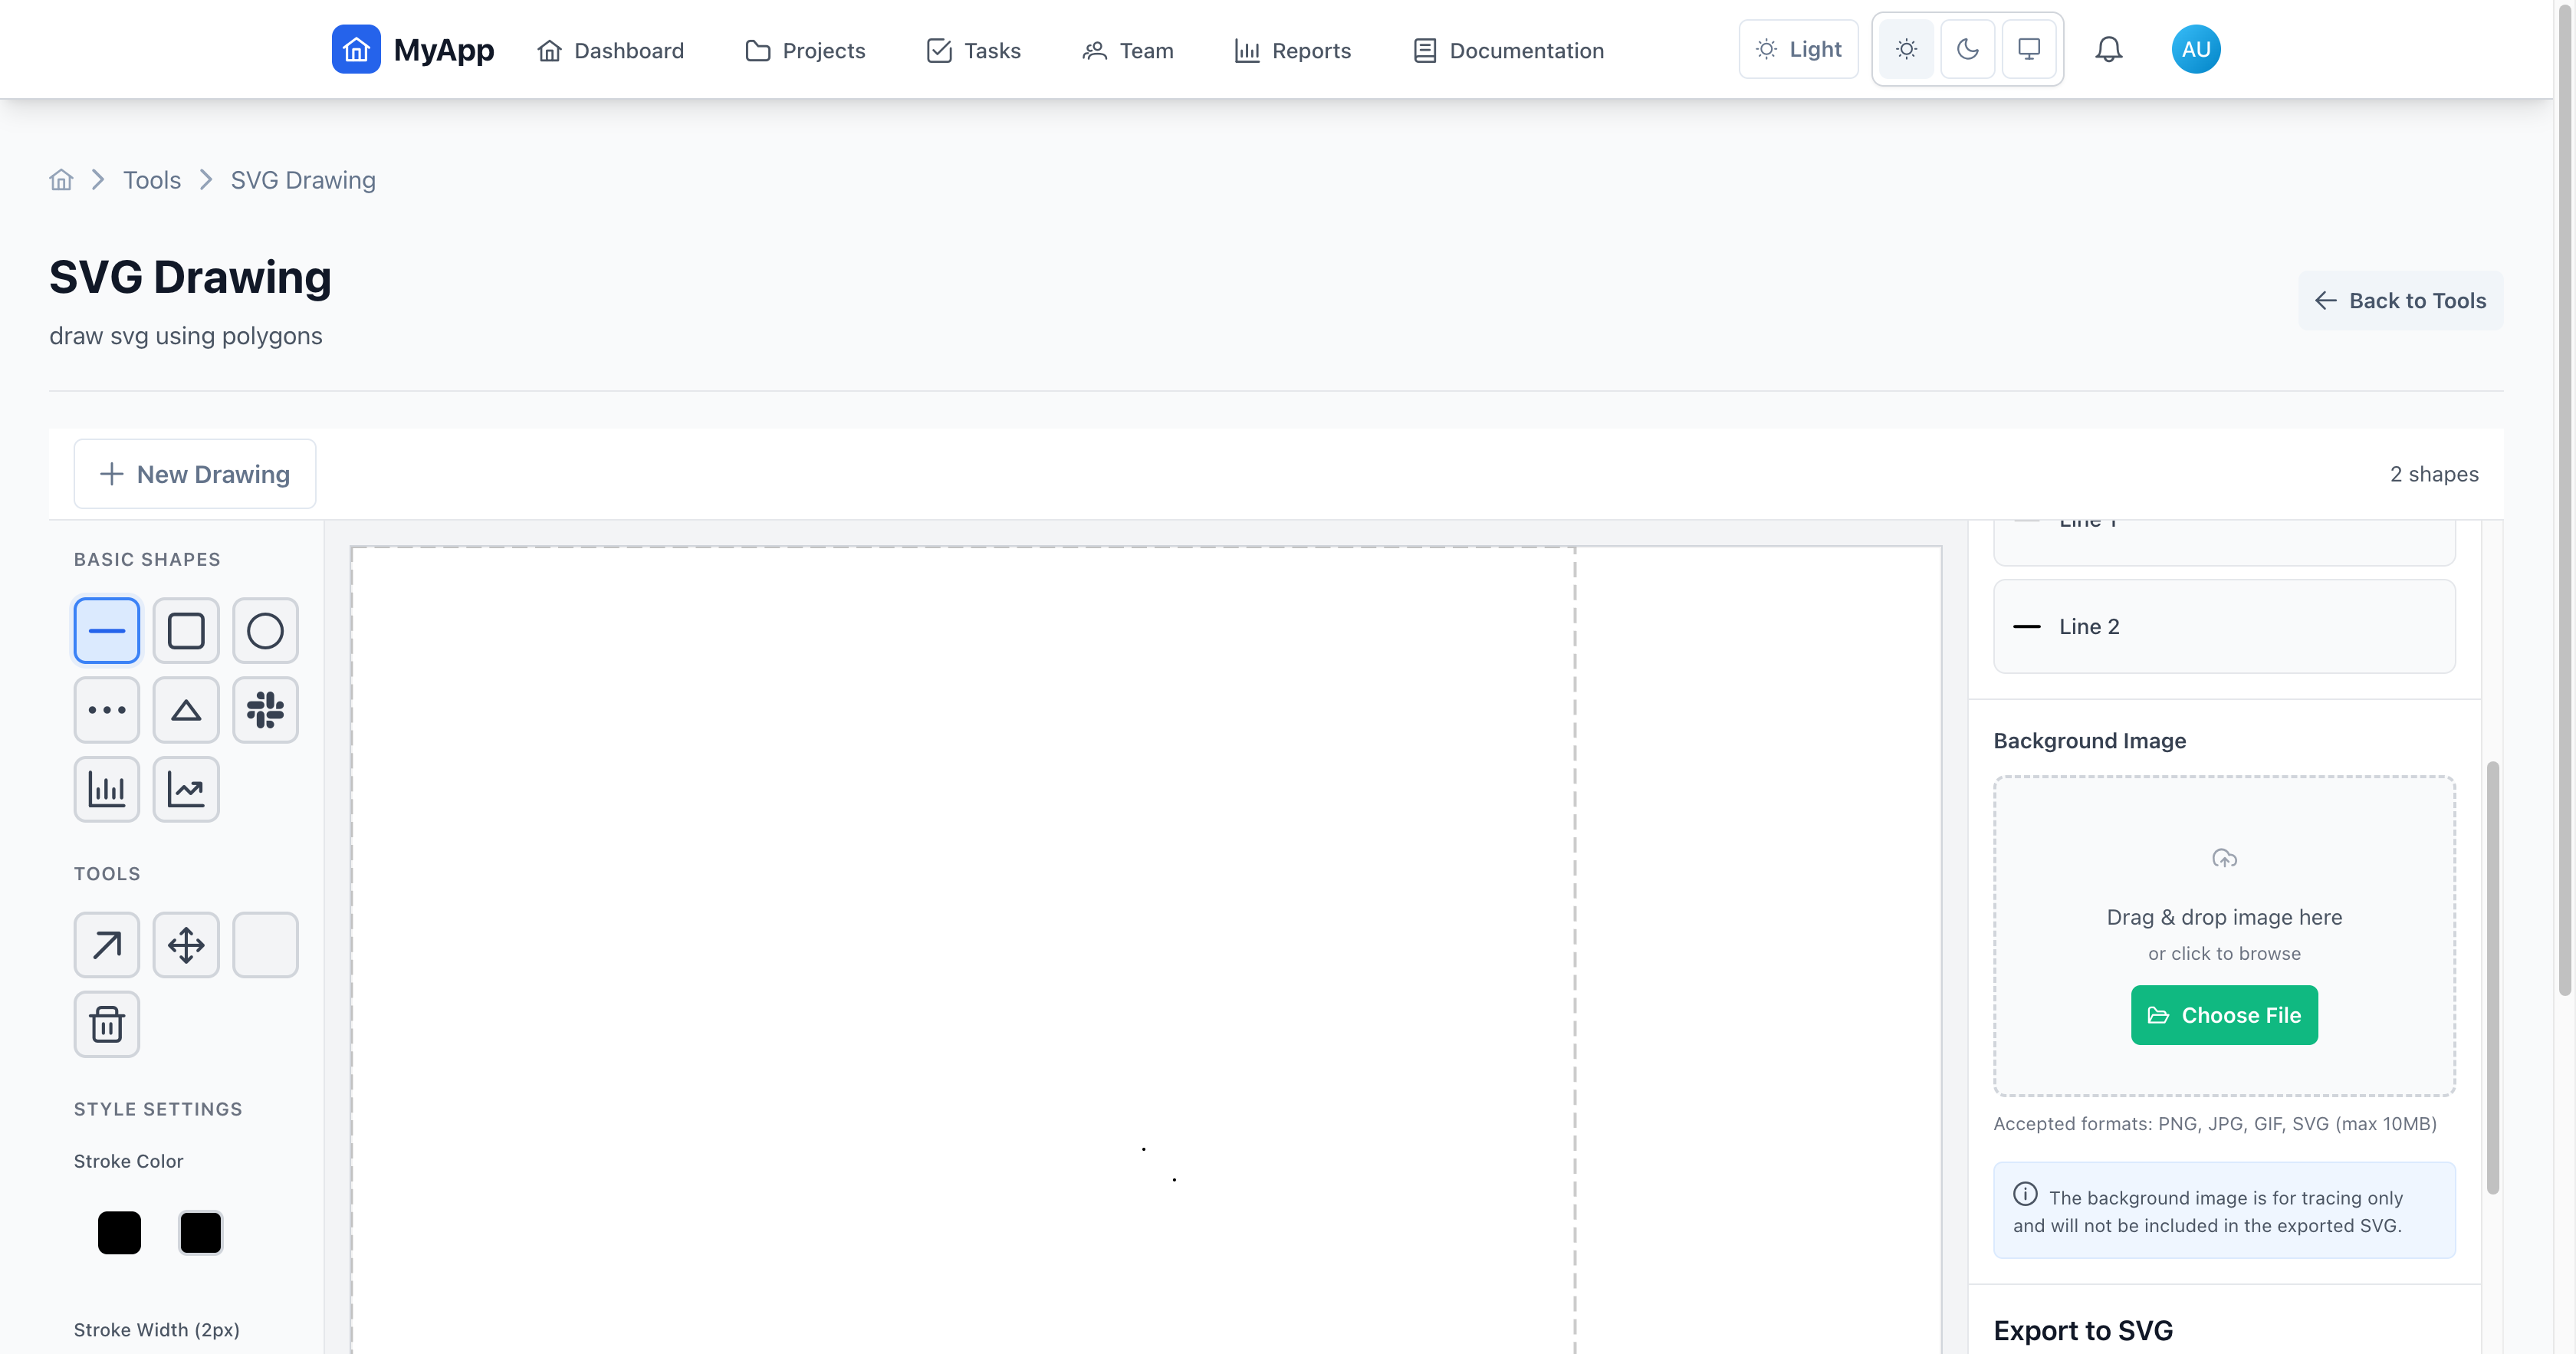 MyApp
Dashboard
Projects
Tasks
Team
Reports
Documentation
Light
AU
Tools
SVG Drawing
SVG Drawing
draw svg using polygons
Back to Tools
New Drawing
2 shapes
BASIC SHAPES
TOOLS
STYLE SETTINGS
Stroke Color
Stroke Width (2px)
Line 1
Line 2
Background Image
Drag & drop image here
or click to browse
Choose File
Accepted formats: PNG, JPG, GIF, SVG (max 10MB)
The background image is for tracing only
and will not be included in the exported SVG.
Export to SVG